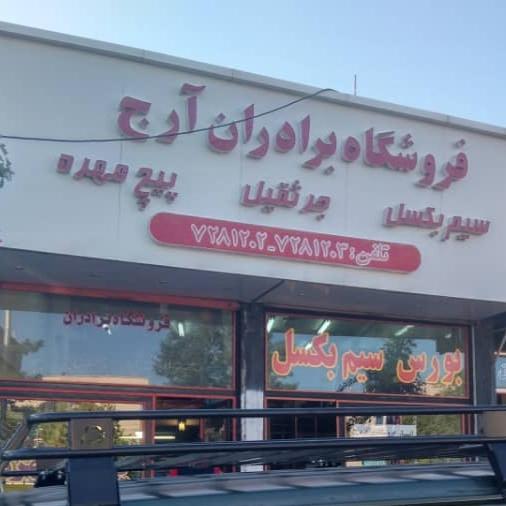 فروشگاه برادران آرج
سیم بکسل جرثقیل پیچ مهره
تلفن: ۷۲۸۱۲۰۳-۷۲۸۱۲۰۲
فروشگاه برادران
بورس سیم بکسل